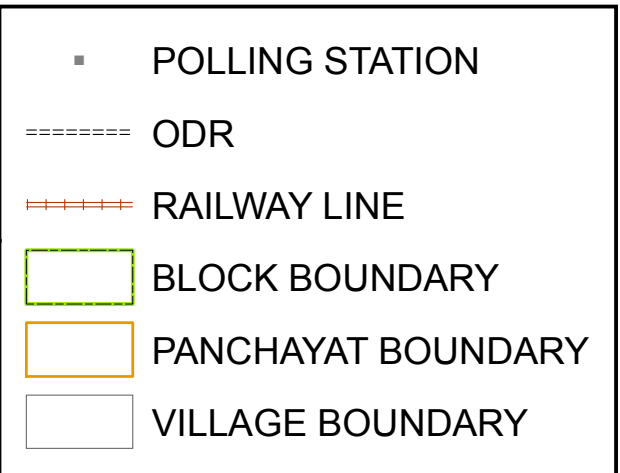 POLLING STATION
ODR
RAILWAY LINE
BLOCK BOUNDARY
PANCHAYAT BOUNDARY
VILLAGE BOUNDARY